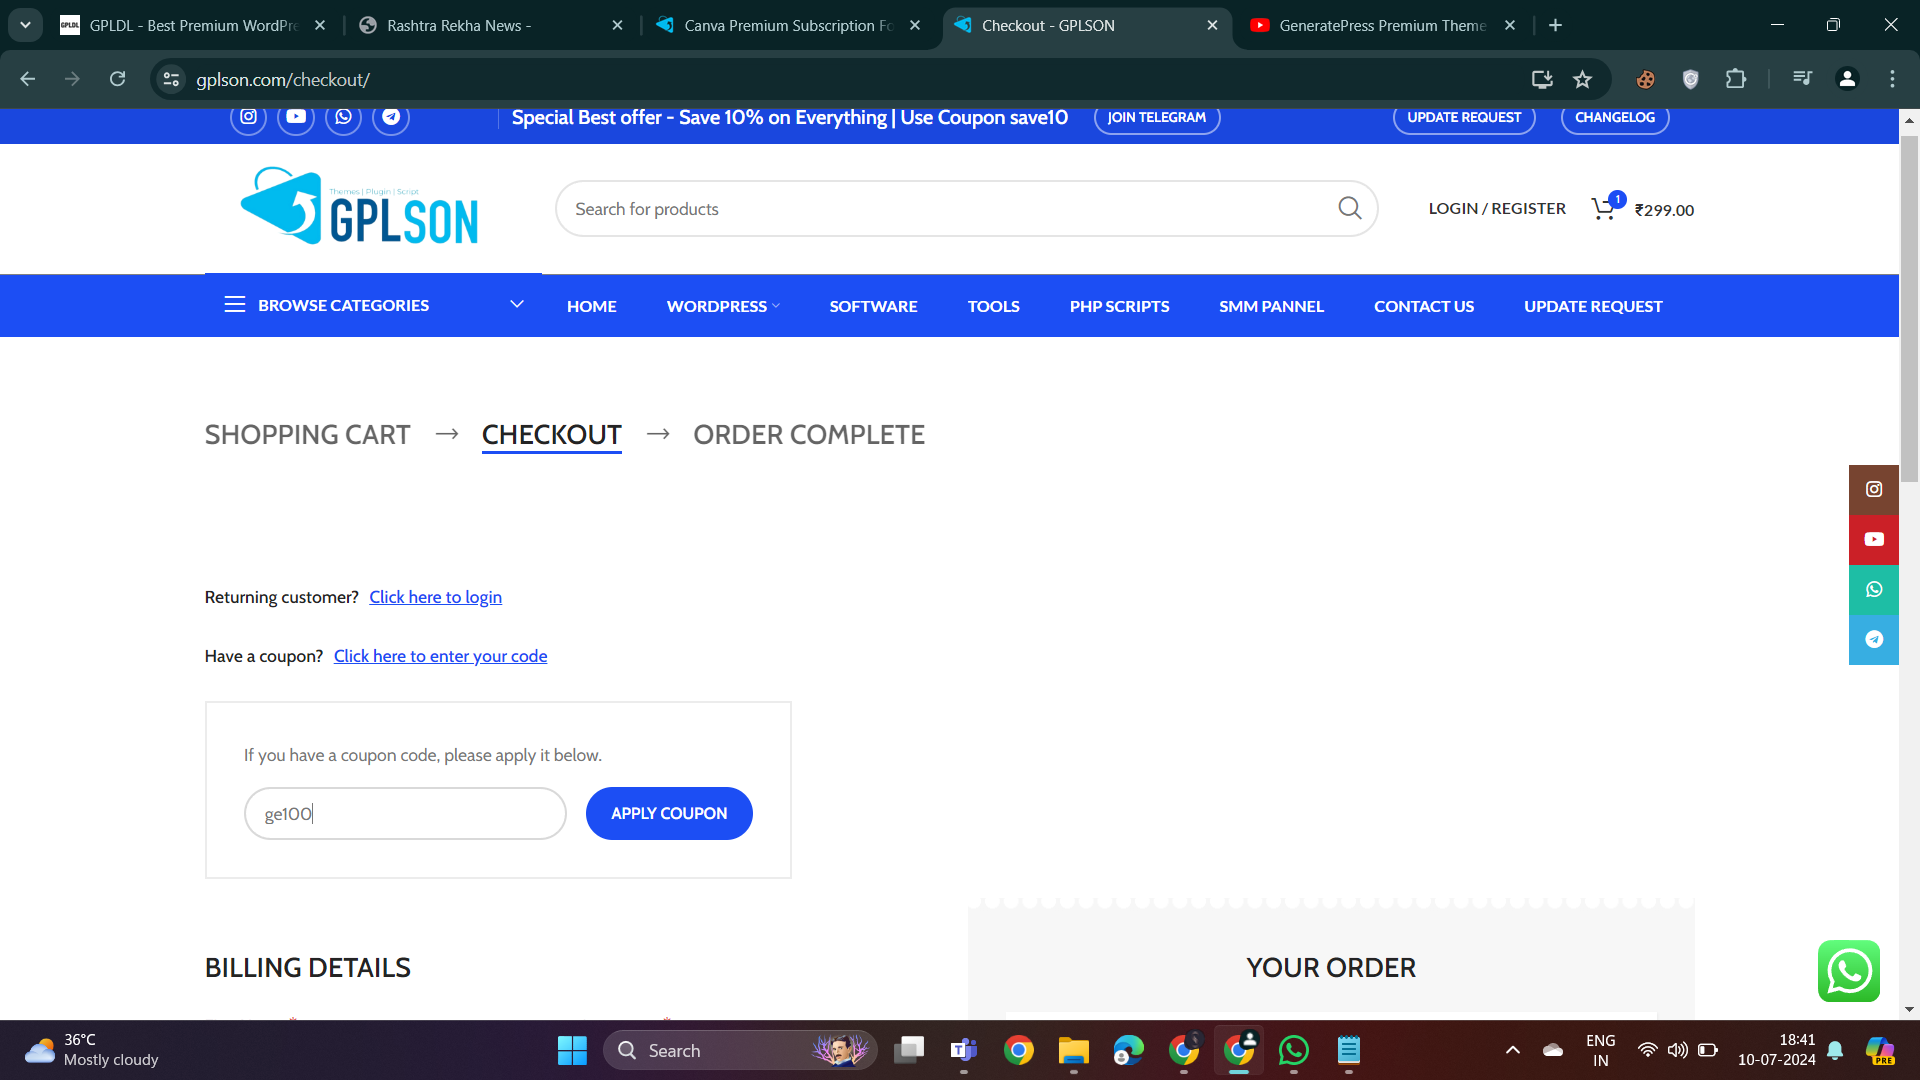 GPLDL - Best Premium WordPre
Rashtra Rekha News -
Canva Premium Subscription Fo
Checkout - GPLSON
GeneratePress Premium Theme
gplson.com/checkout/
Special Best offer - Save 10% on Everything | Use Coupon save10
JOIN TELEGRAM
UPDATE REQUEST
CHANGELOG
Themes | Plugin | Script
GPLSON
Search for products
LOGIN / REGISTER
1
₹299.00
BROWSE CATEGORIES
HOME
WORDPRESS
SOFTWARE
TOOLS
PHP SCRIPTS
SMM PANNEL
CONTACT US
UPDATE REQUEST
SHOPPING CART → CHECKOUT → ORDER COMPLETE
Returning customer? Click here to login
Have a coupon? Click here to enter your code
If you have a coupon code, please apply it below.
ge100
APPLY COUPON
BILLING DETAILS
YOUR ORDER
36°C
Mostly cloudy
Search
ENG
IN
18:41
10-07-2024
PRE